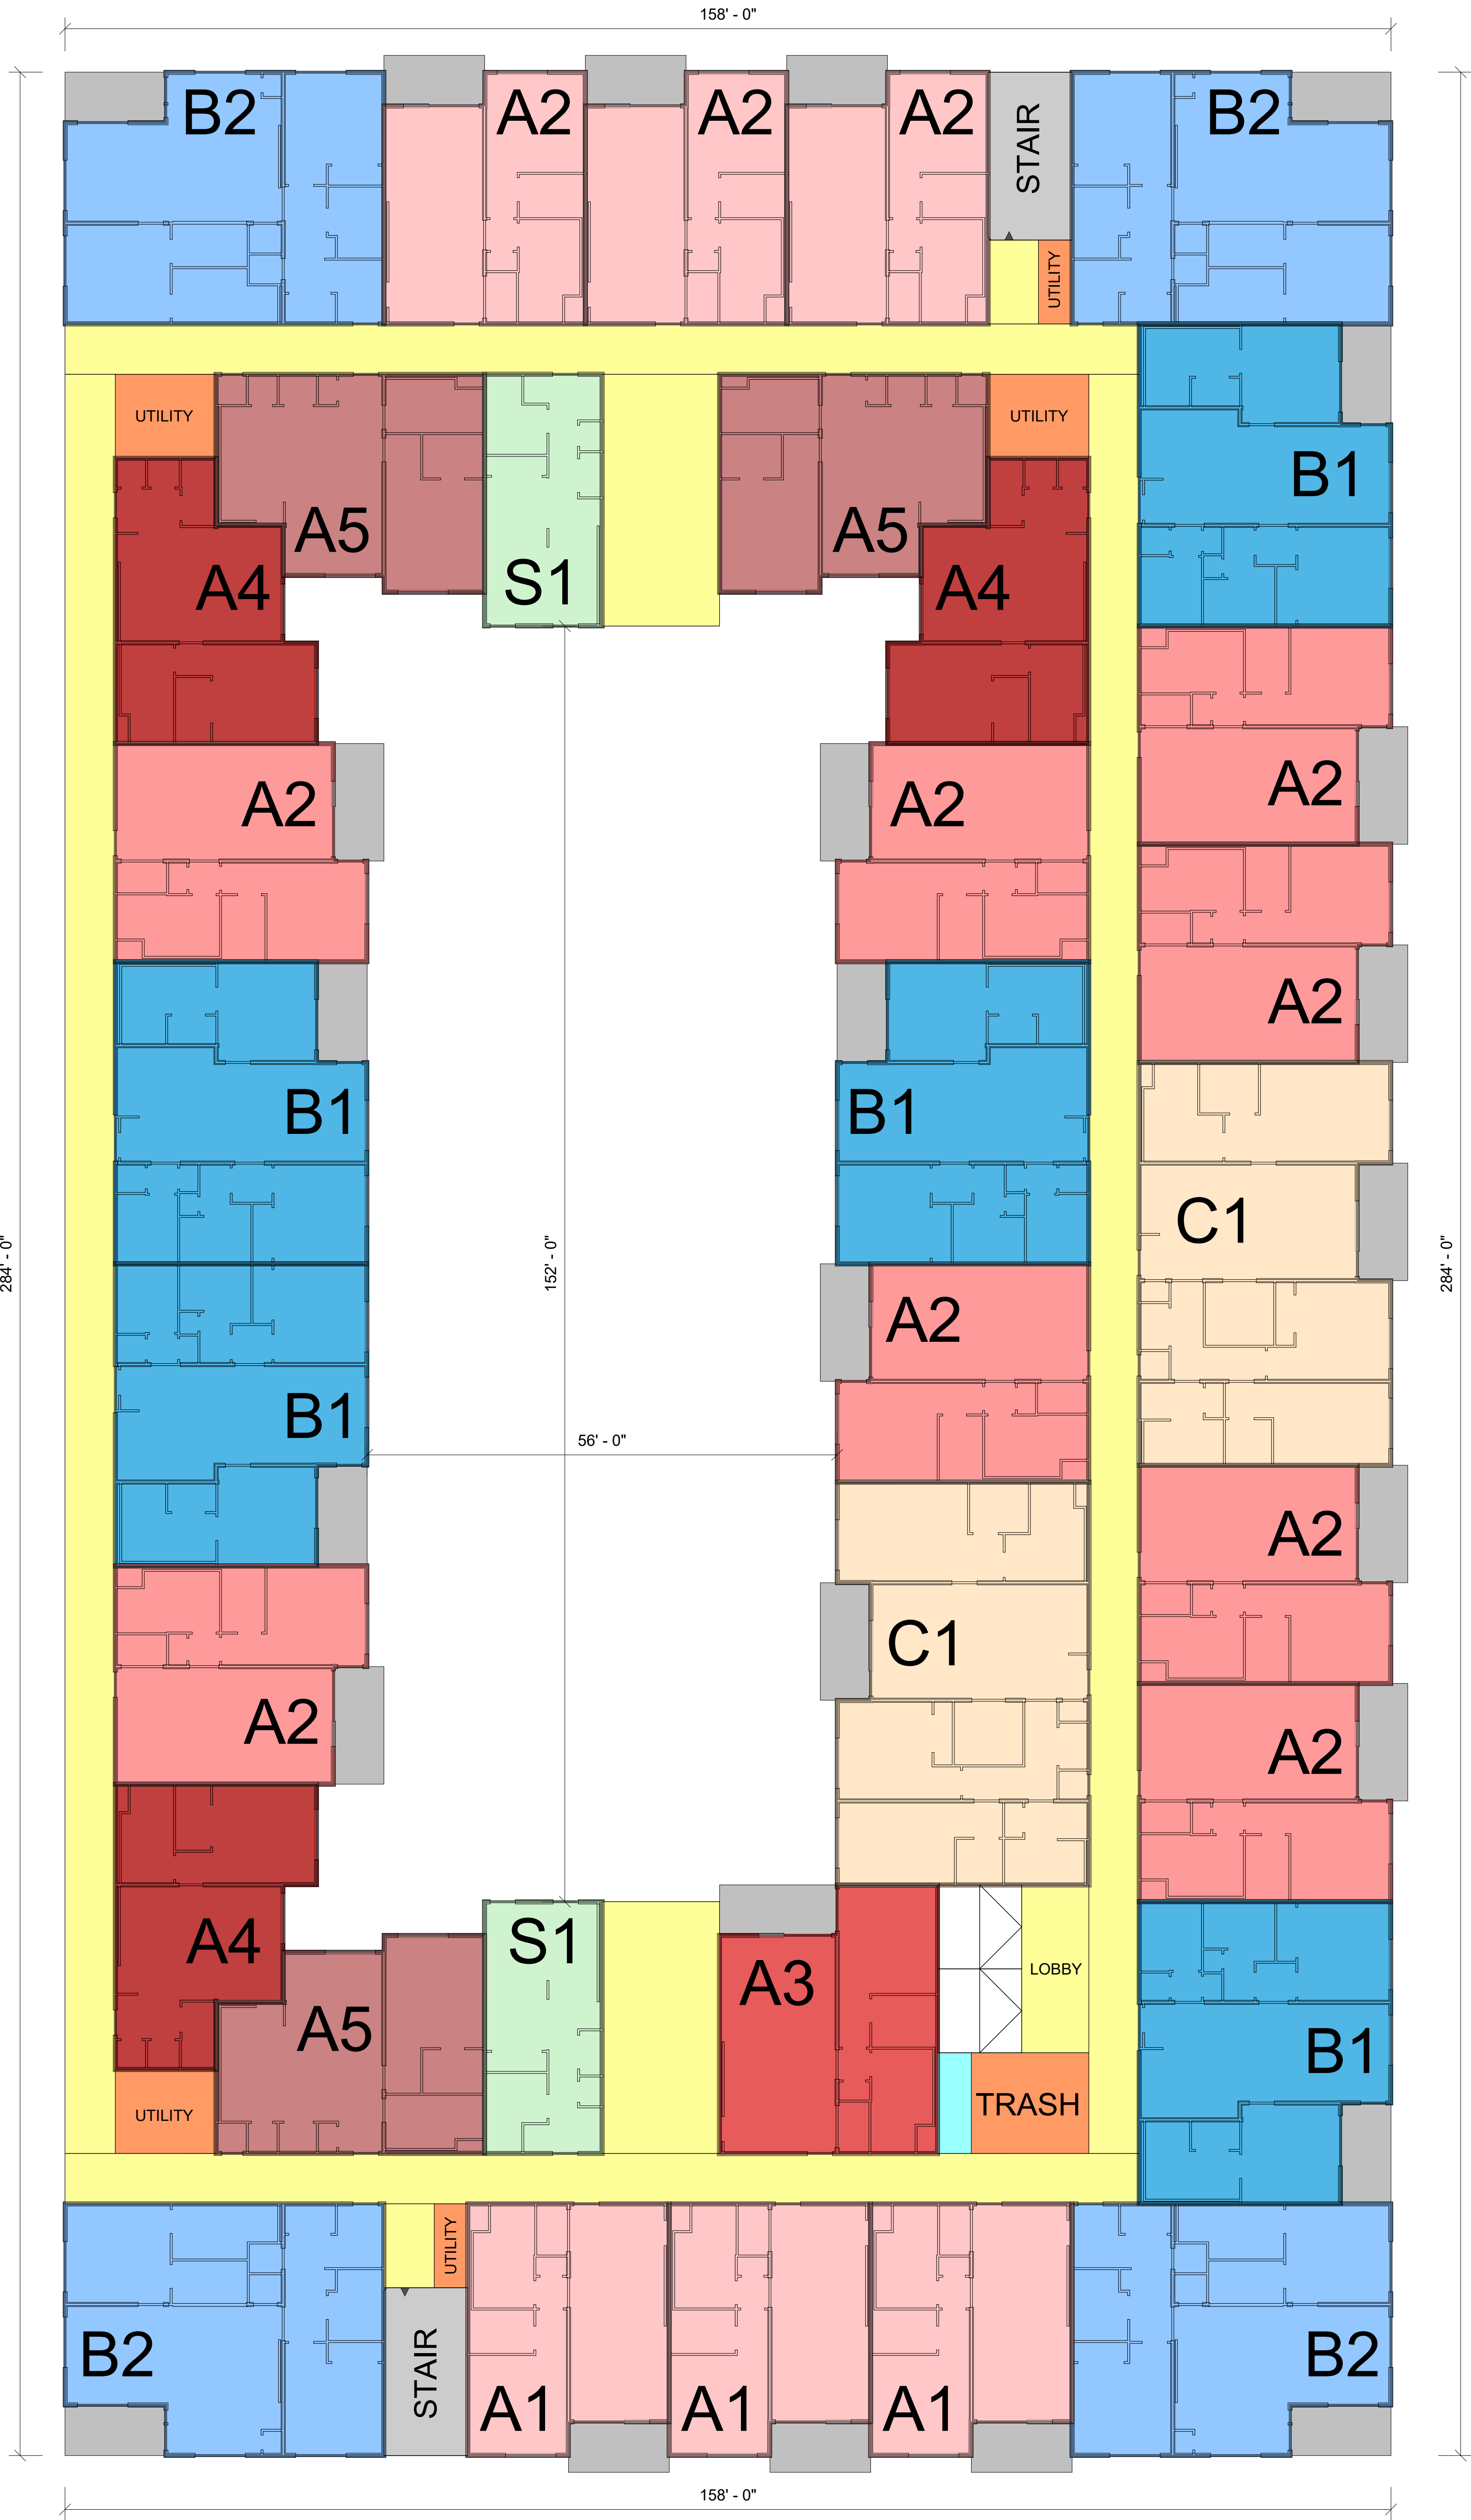 158' - 0"
B2
A2
A2
A2
STAIR
B2
UTILITY
UTILITY
UTILITY
B1
A5
A5
S1
A4
A4
A2
A2
A2
A2
B1
B1
C1
284' - 0"
152' - 0"
284' - 0"
A2
B1
56' - 0"
A2
C1
A2
A2
A4
S1
LOBBY
A3
A5
B1
UTILITY
TRASH
UTILITY
B2
STAIR
A1
A1
A1
B2
158' - 0"